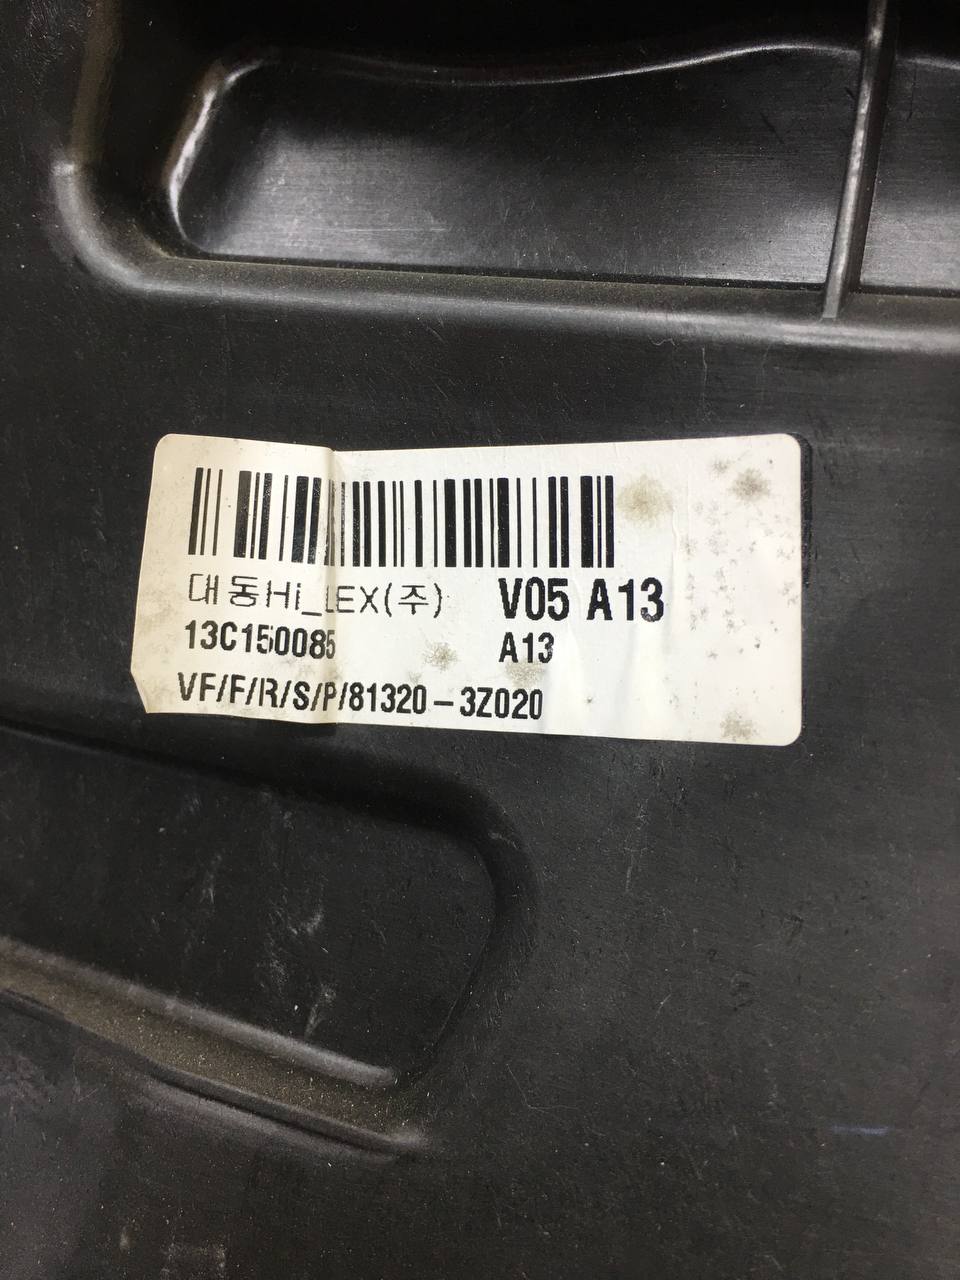 대동Hi_LEX(주) V05 A13
13C150085 A13
VF/F/R/S/P/81320-3Z020